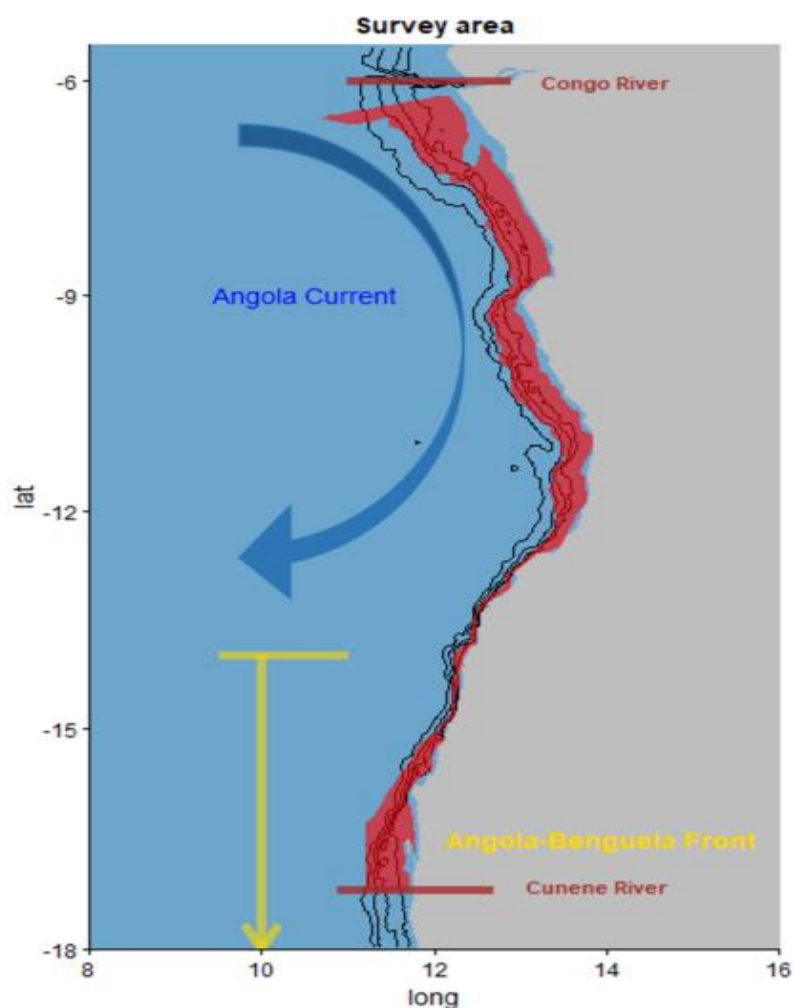 Survey area
-6
Congo River
-9
Angola Current
lat
-12
-15
Angola-Benguela Front
Cunene River
-18
8
10
12
14
16
long